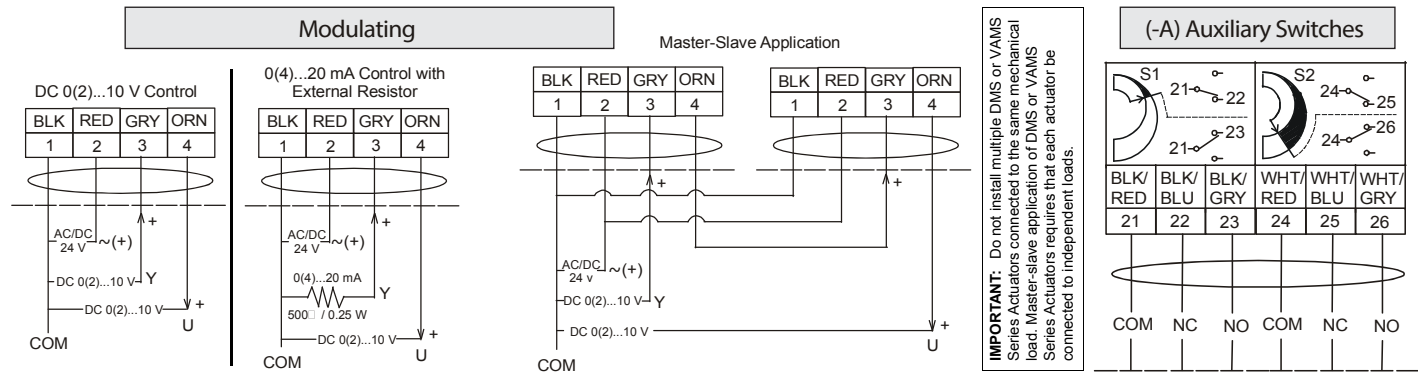 Modulating
DC 0(2)...10 V Control
BLK RED GRY ORN
1 2 3 4
+
AC/DC
24 V
~(+)
DC 0(2)...10 V
Y
DC 0(2)...10 V
+
U
COM
0(4)...20 mA Control with
External Resistor
BLK RED GRY ORN
1 2 3 4
+
AC/DC
24 V
~(+)
0(4)...20 mA
Y
500□ / 0.25 W
DC 0(2)...10 V
+
U
COM
Master-Slave Application
BLK RED GRY ORN
1 2 3 4
BLK RED GRY ORN
1 2 3 4
+
+
AC/DC
24 v
~(+)
DC 0(2)...10 V
Y
DC 0(2)...10 V
+
U
COM
IMPORTANT: Do not install multiple DMS or VAMS
Series Actuators connected to the same mechanical
load. Master-slave application of DMS or VAMS
Series Actuators requires that each actuator be
connected to independent loads.
(-A) Auxiliary Switches
S1
21
22
23
21
S2
24
25
26
24
BLK/ BLK/ BLK/ WHT/ WHT/ WHT/
RED BLU GRY RED BLU GRY
21 22 23 24 25 26
COM NC NO COM NC NO